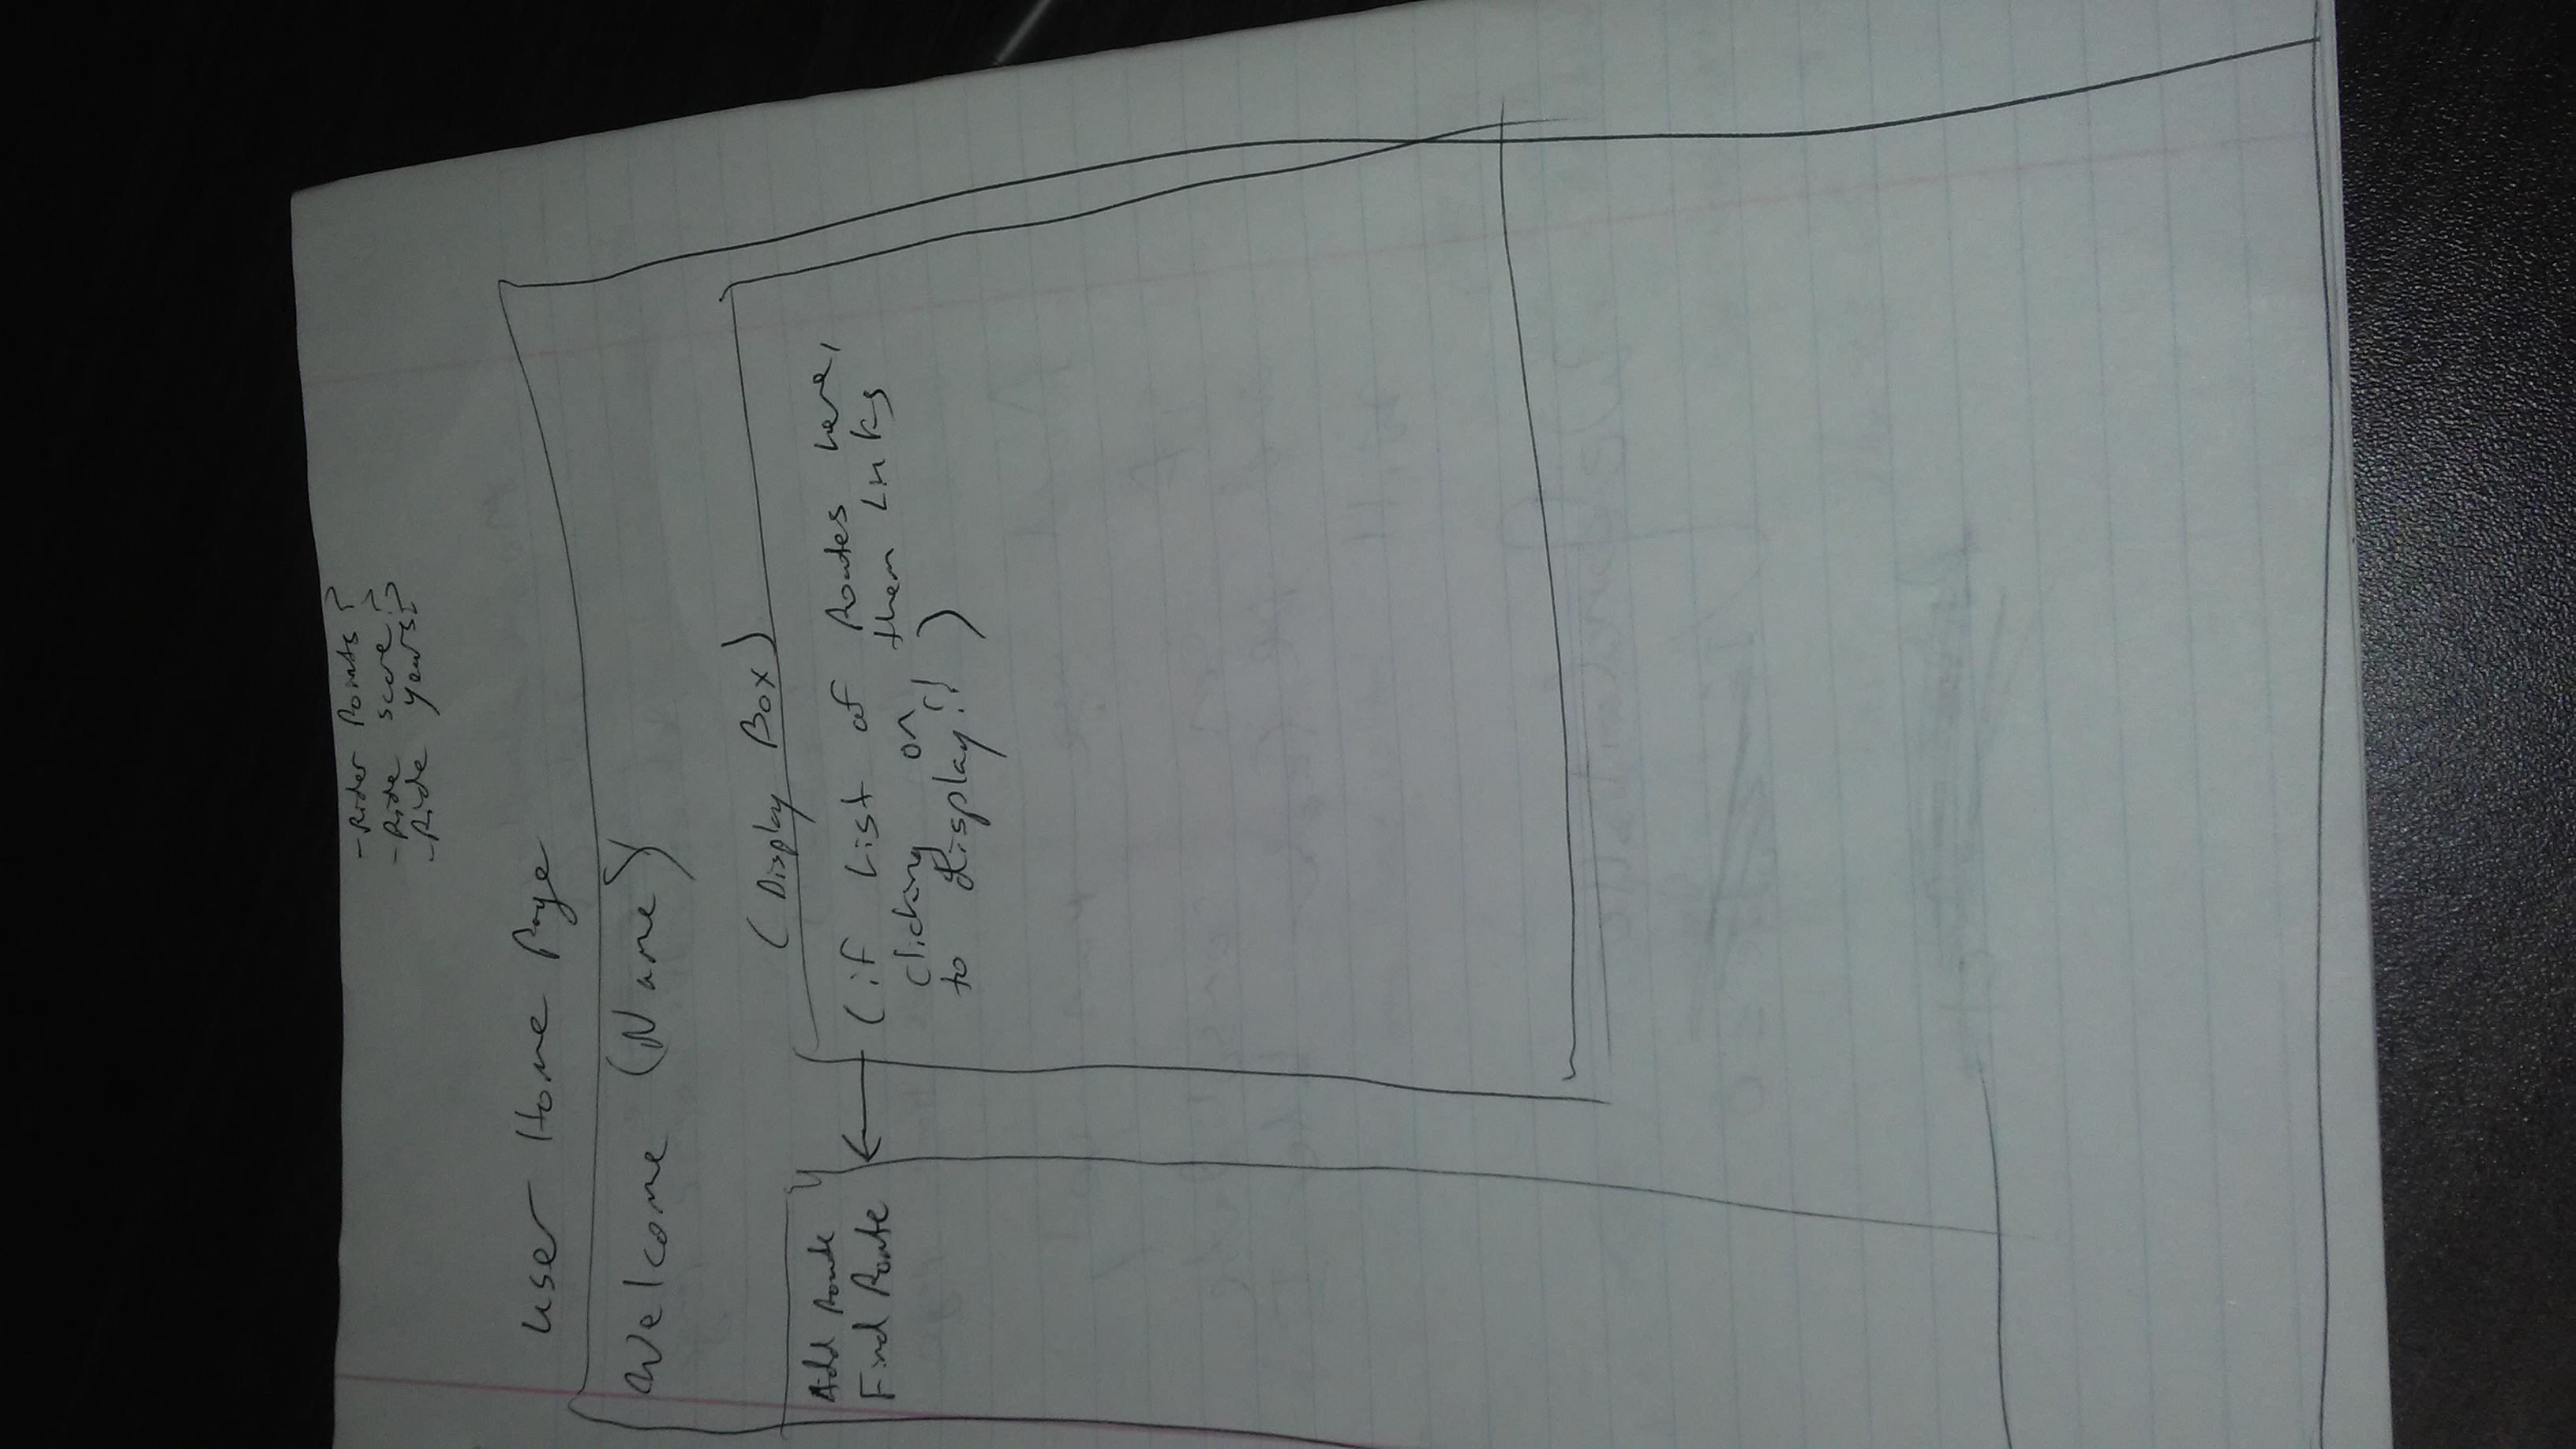 - Rider Points?
- Ride score?
- Ride years?
User Home Page
Welcome (Name)
(Display Box)
Add Route
Find Route
(if List of Routes here,
clicking on them Links
to display!! )